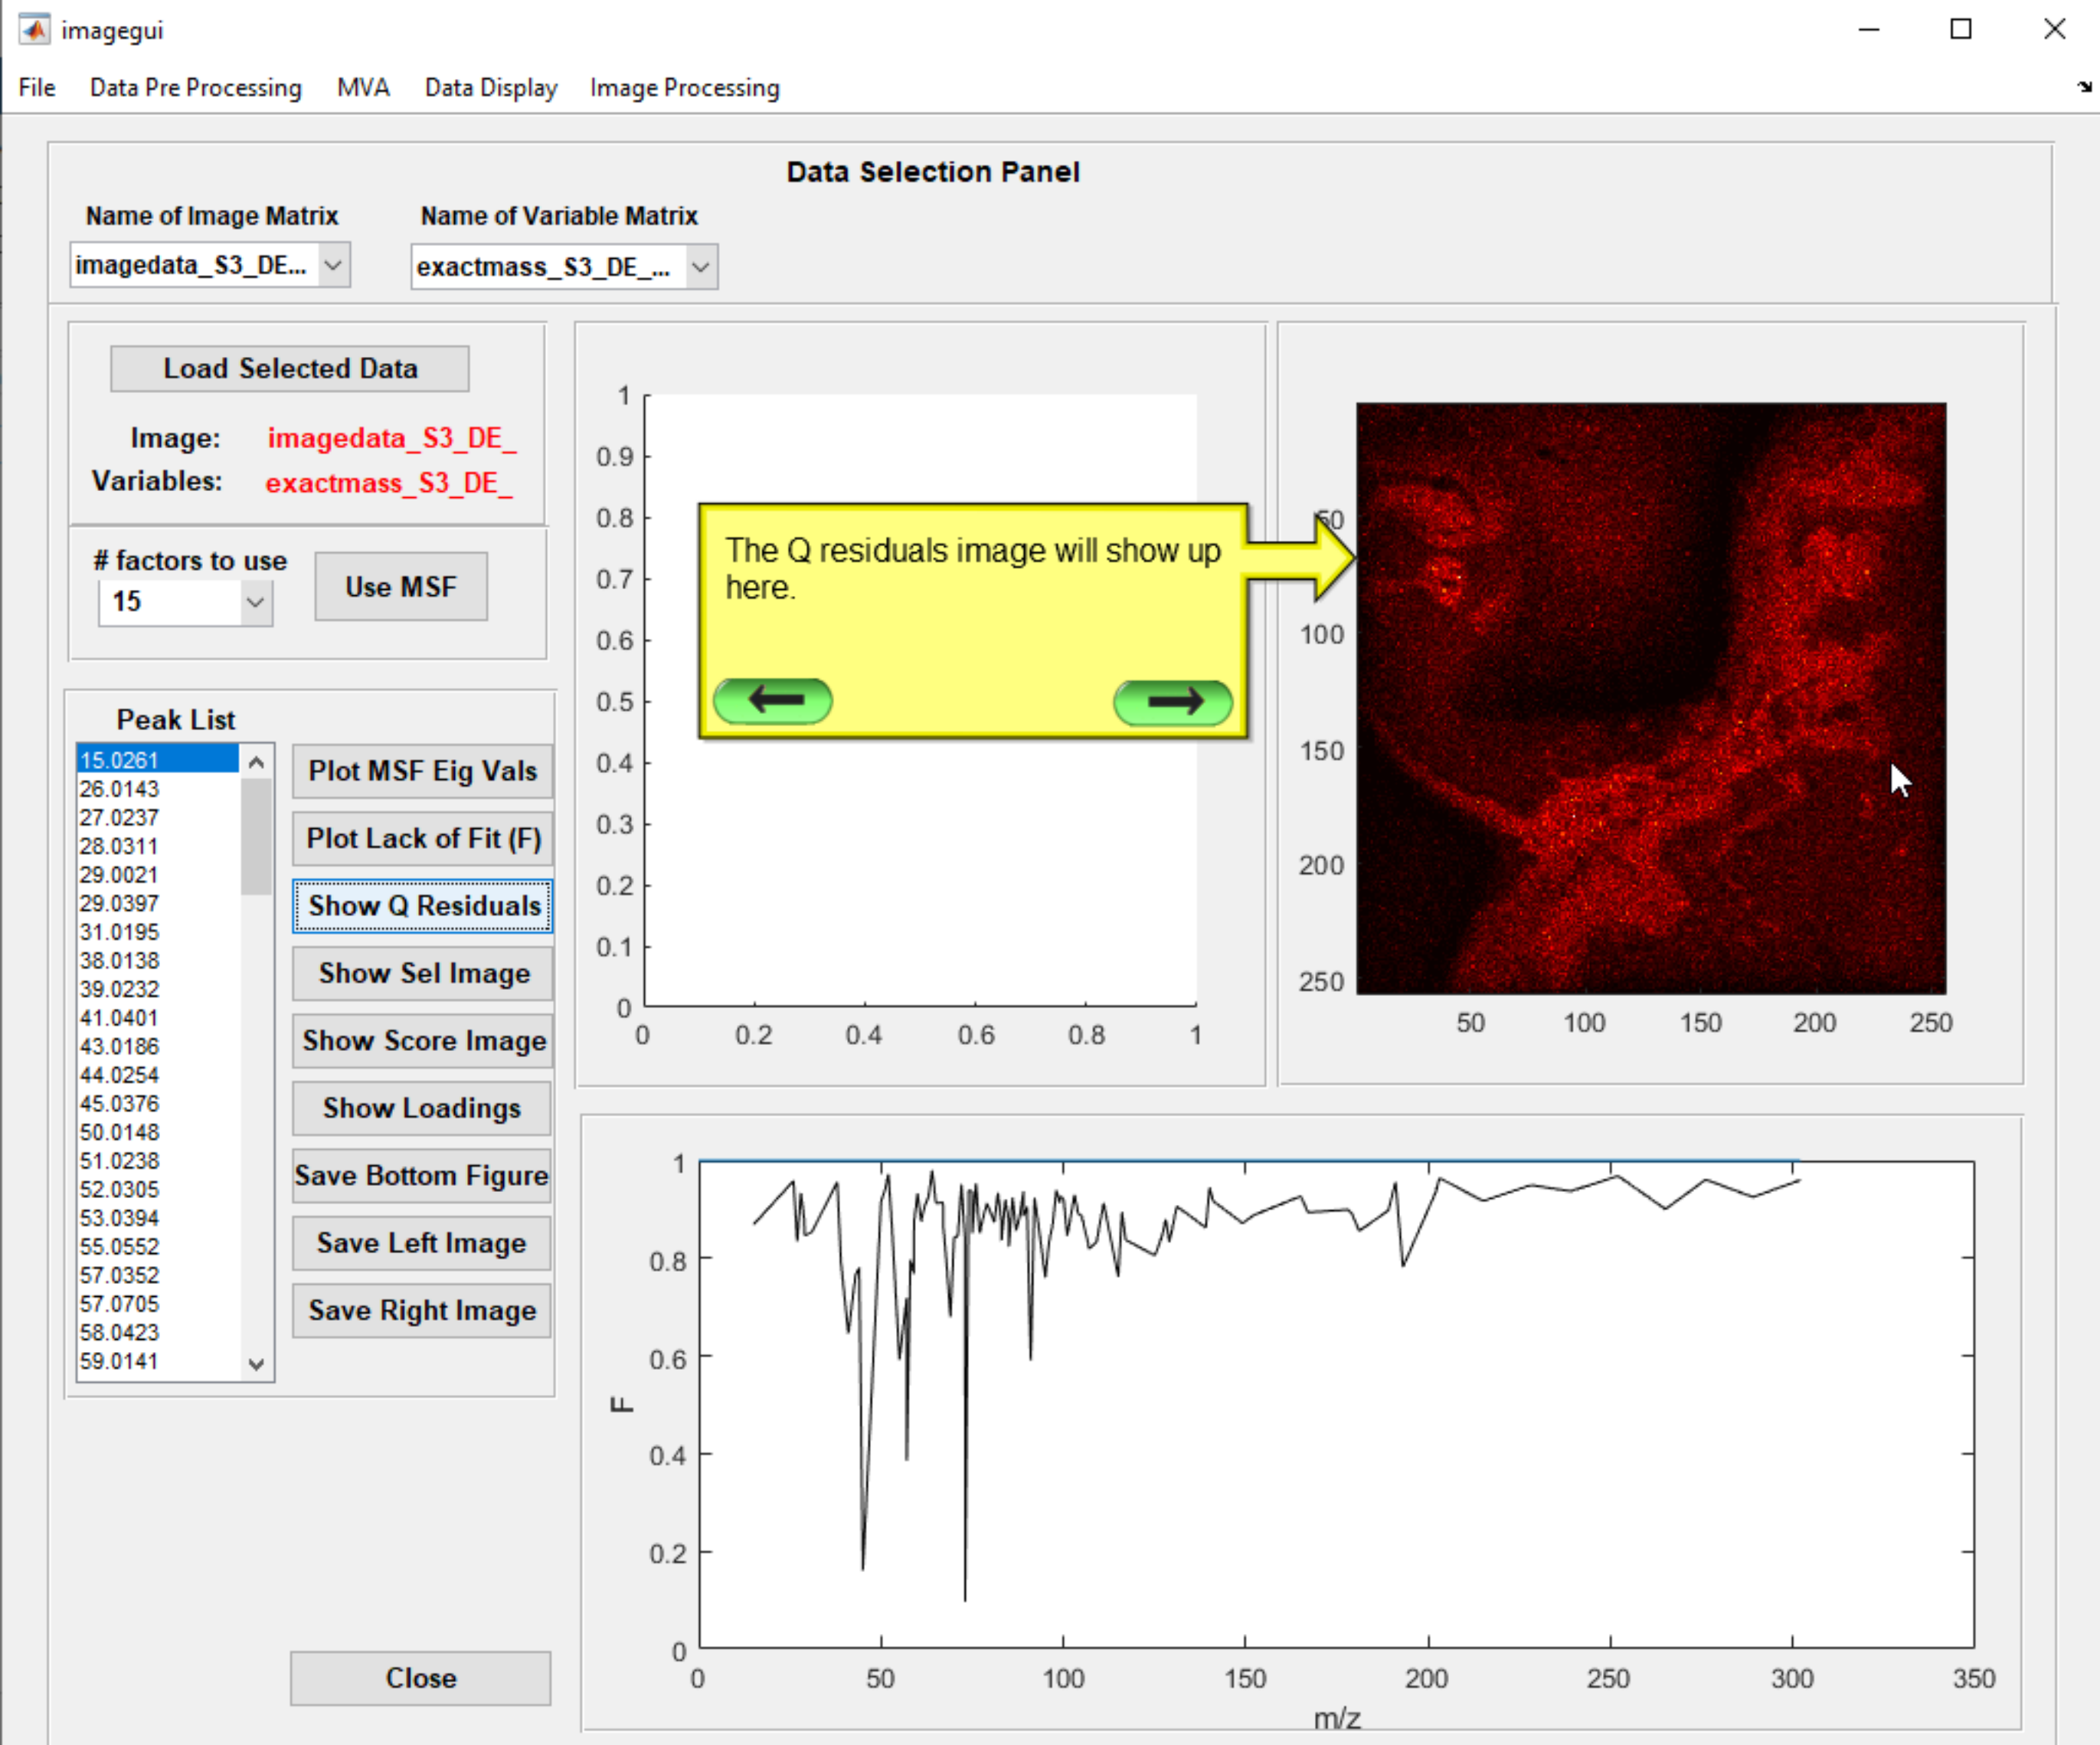 imagegui
File Data Pre Processing MVA Data Display Image Processing
Data Selection Panel
Name of Image Matrix Name of Variable Matrix
imagedata_S3_DE... exactmass_S3_DE_...
Load Selected Data
Image: imagedata_S3_DE_
Variables: exactmass_S3_DE_
# factors to use
15
Use MSF
Peak List
15.0261
26.0143
27.0237
28.0311
29.0021
29.0397
31.0195
38.0138
39.0232
41.0401
43.0186
44.0254
45.0376
50.0148
51.0238
52.0305
53.0394
55.0552
57.0352
57.0705
58.0423
59.0141
Plot MSF Eig Vals
Plot Lack of Fit (F)
Show Q Residuals
Show Sel Image
Show Score Image
Show Loadings
Save Bottom Figure
Save Left Image
Save Right Image
Close
1
0.9
0.8
0.7
0.6
0.5
0.4
0.3
0.2
0.1
0
0 0.2 0.4 0.6 0.8 1
The Q residuals image will show up
here.
50
100
150
200
250
50 100 150 200 250
1
0.8
0.6
0.4
0.2
0
F
0 50 100 150 200 250 300 350
m/z